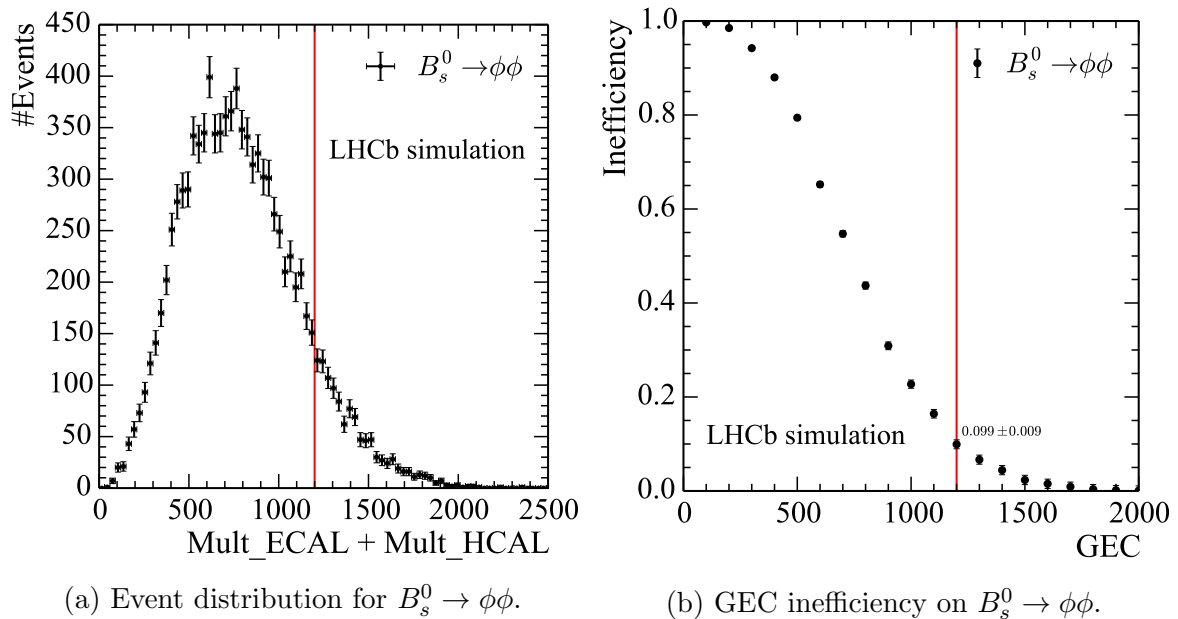 450
400
350
300
250
200
150
100
50
0
#Events
B_s^0 → φφ
LHCb simulation
0 500 1000 1500 2000 2500
Mult_ECAL + Mult_HCAL
(a) Event distribution for B_s^0 → φφ.
1.0
0.8
0.6
0.4
0.2
0.0
Inefficiency
B_s^0 → φφ
0.099 ± 0.009
LHCb simulation
0 500 1000 1500 2000
GEC
(b) GEC inefficiency on B_s^0 → φφ.